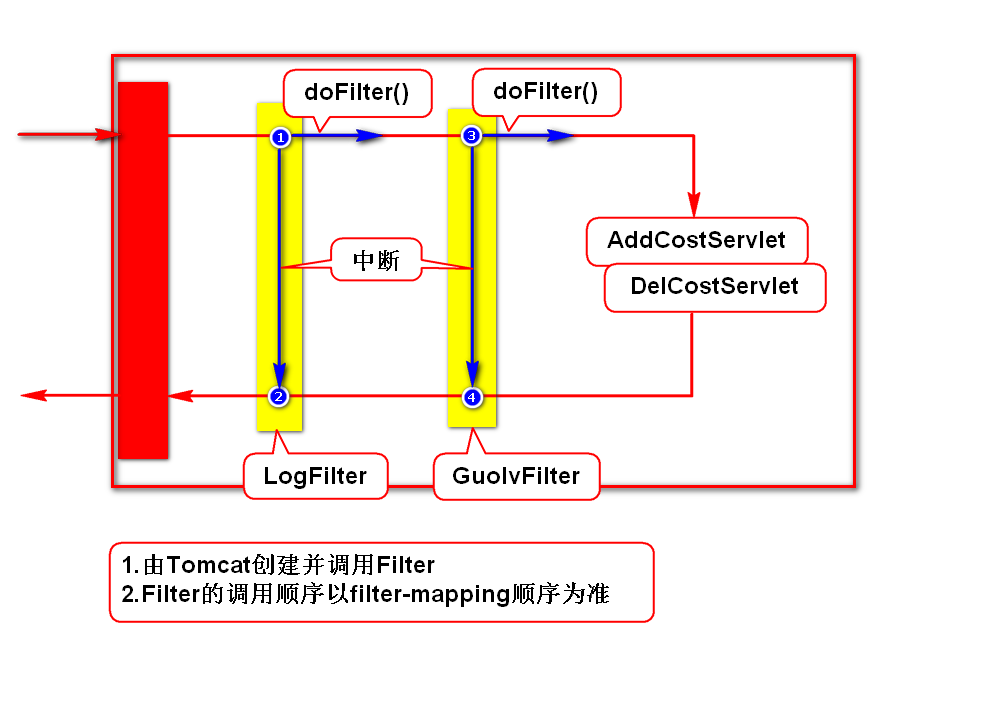 doFilter()
doFilter()
1
3
中断
AddCostServlet
DelCostServlet
2
4
LogFilter
GuolvFilter
1.由Tomcat创建并调用Filter
2.Filter的调用顺序以filter-mapping顺序为准